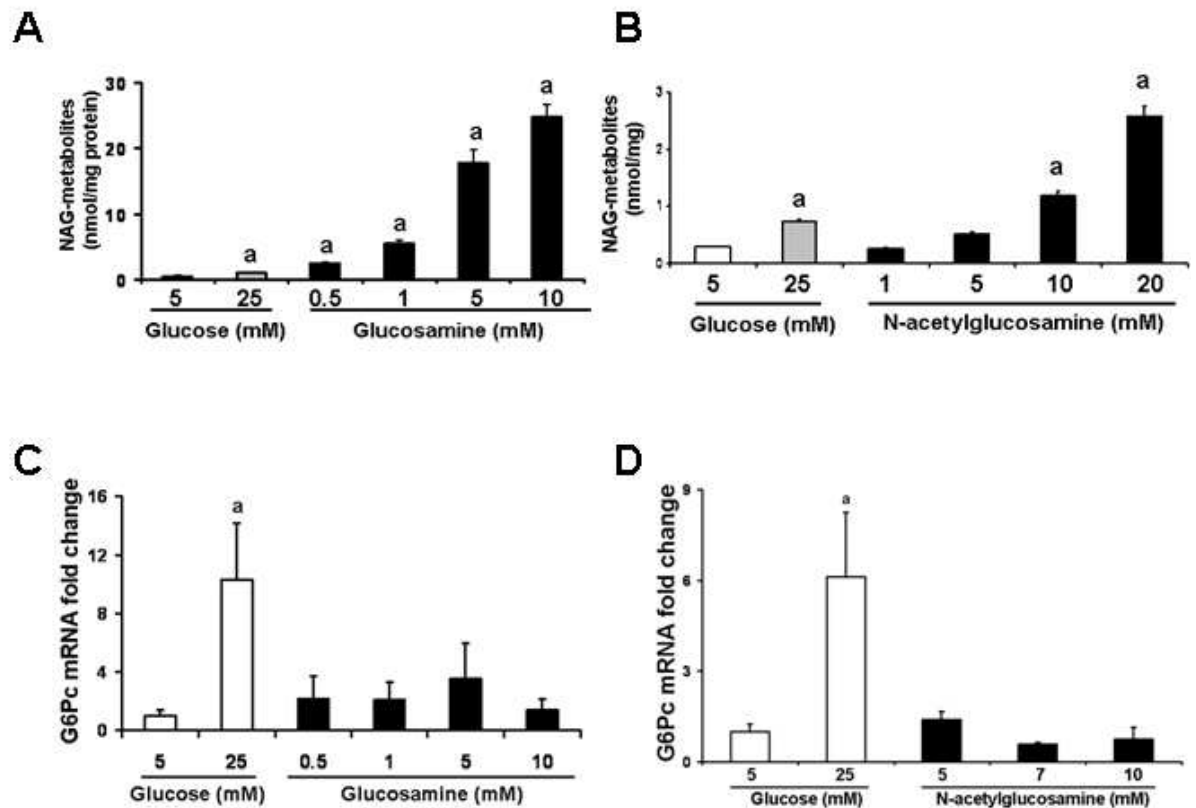 A
NAG-metabolites
(nmol/mg protein)
30
20
10
0
a
a
a
a
a
5
25
0.5
1
5
10
Glucose (mM)
Glucosamine (mM)
B
NAG-metabolites
(nmol/mg)
3
2
1
0
a
a
a
5
25
1
5
10
20
Glucose (mM)
N-acetylglucosamine (mM)
C
G6Pc mRNA fold change
16
12
8
4
0
a
5
25
0.5
1
5
10
Glucose (mM)
Glucosamine (mM)
D
G6Pc mRNA fold change
9
6
3
0
a
5
25
5
7
10
Glucose (mM)
N-acetylglucosamine (mM)